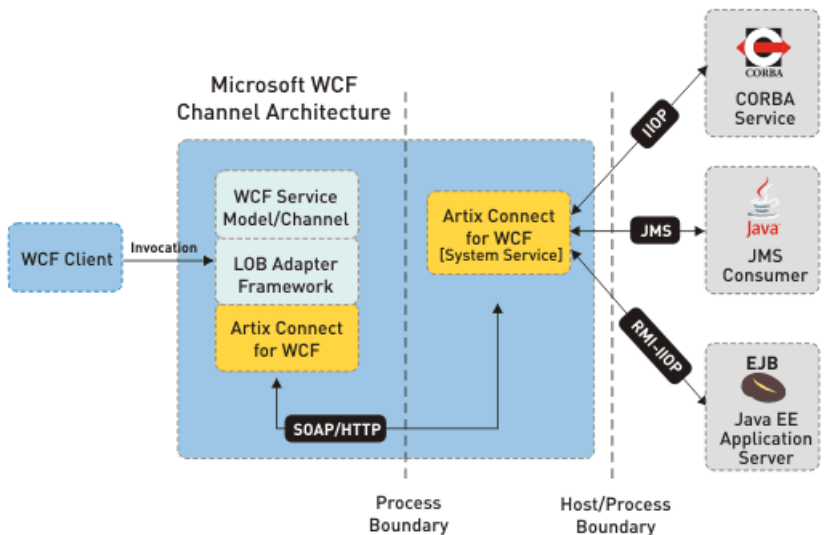 Microsoft WCF
Channel Architecture
WCF Client
Invocation
WCF Service
Model/Channel
LOB Adapter
Framework
Artix Connect
for WCF
SOAP/HTTP
Artix Connect
for WCF
[System Service]
IIOP
JMS
RMI-IIOP
CORBA
CORBA
Service
Java
JMS
Consumer
EJB
Java EE
Application
Server
Process
Boundary
Host/Process
Boundary